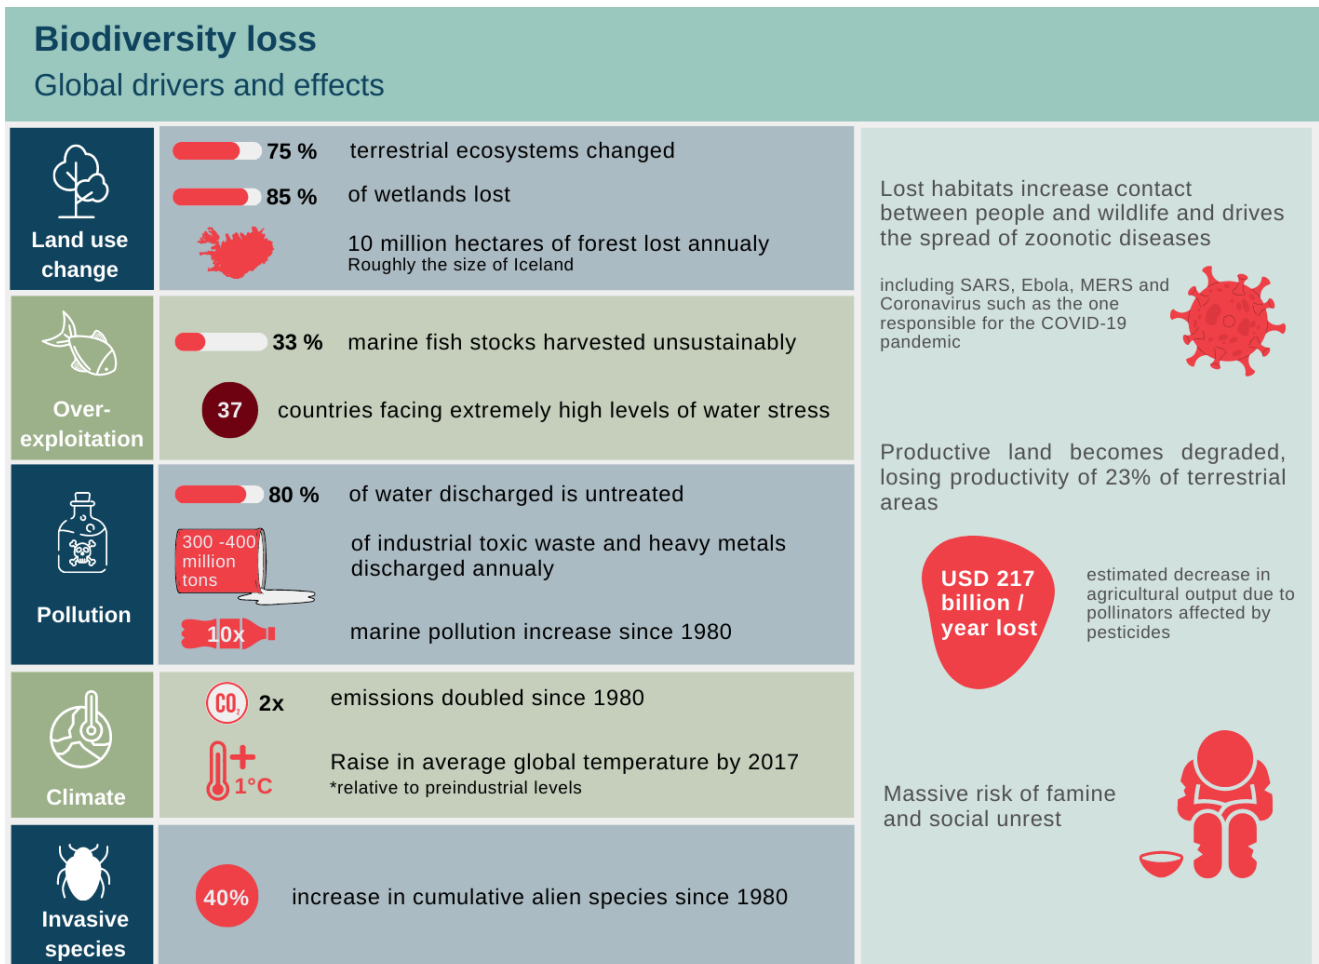 Biodiversity loss
Global drivers and effects
Land use
change
75 % terrestrial ecosystems changed
85 % of wetlands lost
10 million hectares of forest lost annualy
Roughly the size of Iceland
Over-
exploitation
33 % marine fish stocks harvested unsustainably
37 countries facing extremely high levels of water stress
Pollution
80 % of water discharged is untreated
300 -400
million
tons
of industrial toxic waste and heavy metals
discharged annualy
10x marine pollution increase since 1980
Climate
CO2 2x emissions doubled since 1980
+
1°C
Raise in average global temperature by 2017
*relative to preindustrial levels
Invasive
species
40% increase in cumulative alien species since 1980
Lost habitats increase contact
between people and wildlife and drives
the spread of zoonotic diseases
including SARS, Ebola, MERS and
Coronavirus such as the one
responsible for the COVID-19
pandemic
Productive land becomes degraded,
losing productivity of 23% of terrestrial
areas
USD 217
billion /
year lost
estimated decrease in
agricultural output due to
pollinators affected by
pesticides
Massive risk of famine
and social unrest